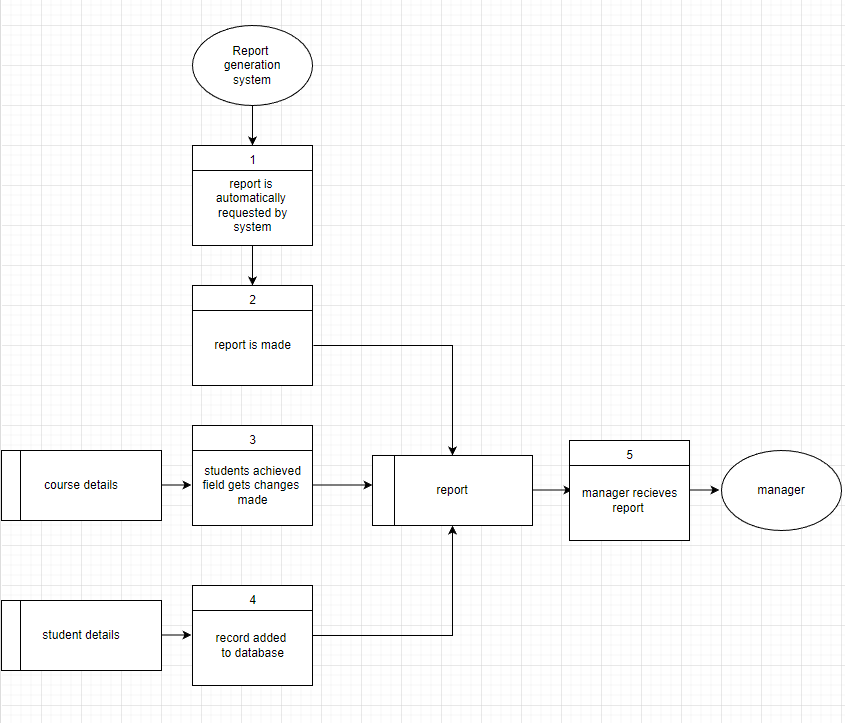 Report
generation
system
1
report is
automatically
requested by
system
2
report is made
3
students achieved
field gets changes
made
course details
report
5
manager recieves
report
manager
4
record added
to database
student details